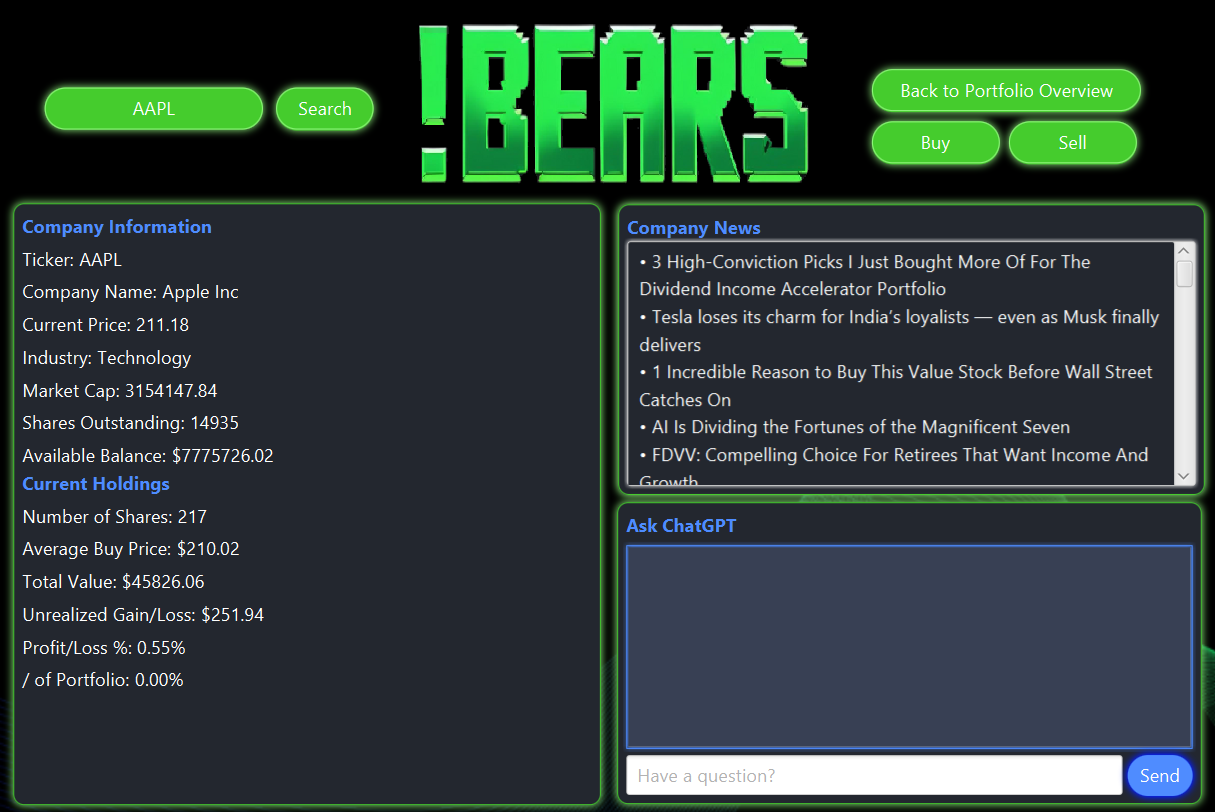 !BEARS
AAPL
Search
Back to Portfolio Overview
Buy
Sell
Company Information
Ticker: AAPL
Company Name: Apple Inc
Current Price: 211.18
Industry: Technology
Market Cap: 3154147.84
Shares Outstanding: 14935
Available Balance: $7775726.02
Current Holdings
Number of Shares: 217
Average Buy Price: $210.02
Total Value: $45826.06
Unrealized Gain/Loss: $251.94
Profit/Loss %: 0.55%
/ of Portfolio: 0.00%
Company News
• 3 High-Conviction Picks I Just Bought More Of For The
Dividend Income Accelerator Portfolio
• Tesla loses its charm for India’s loyalists — even as Musk finally
delivers
• 1 Incredible Reason to Buy This Value Stock Before Wall Street
Catches On
• AI Is Dividing the Fortunes of the Magnificent Seven
• FDVV: Compelling Choice For Retirees That Want Income And
Growth
Ask ChatGPT
Have a question?
Send